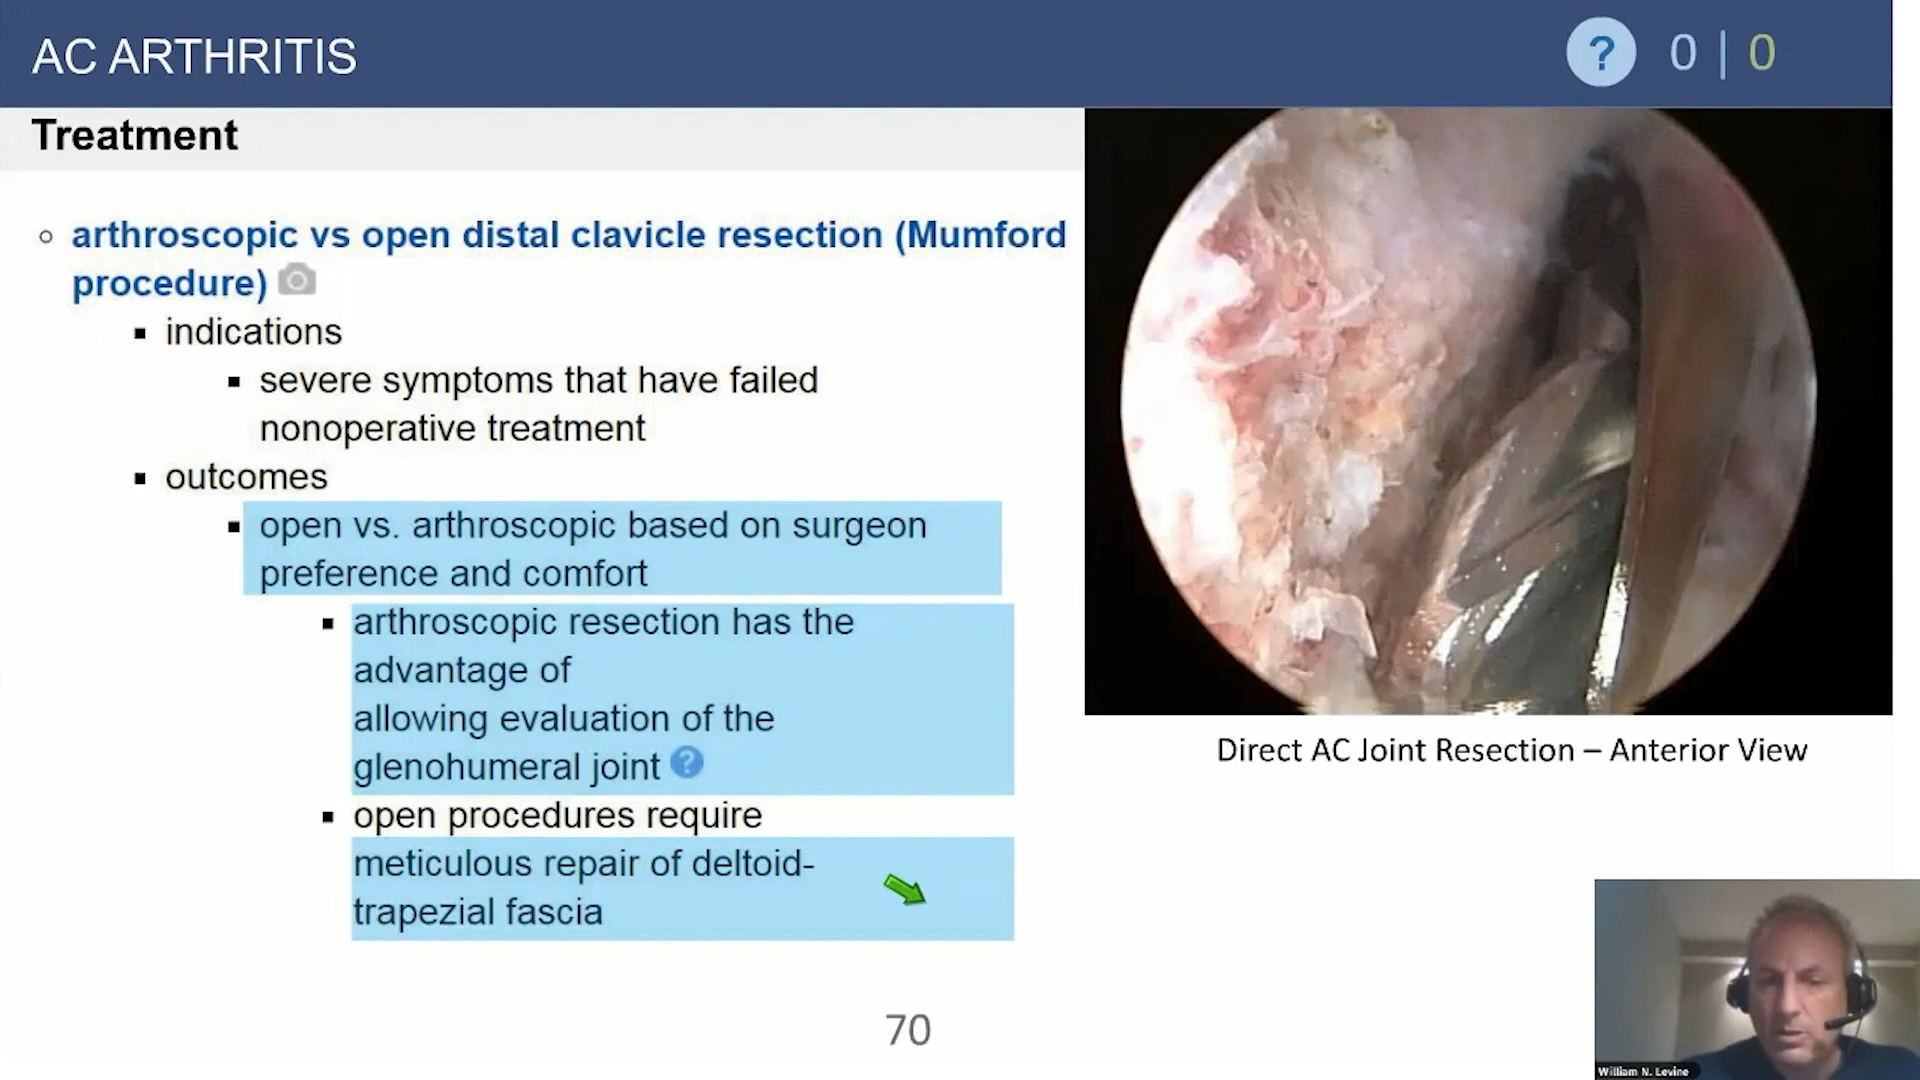 AC ARTHRITIS
? 0 | 0
Treatment
arthroscopic vs open distal clavicle resection (Mumford
procedure)
indications
severe symptoms that have failed
nonoperative treatment
outcomes
open vs. arthroscopic based on surgeon
preference and comfort
arthroscopic resection has the
advantage of
allowing evaluation of the
glenohumeral joint ?
open procedures require
meticulous repair of deltoid-
trapezial fascia
Direct AC Joint Resection – Anterior View
70
William N. Levine